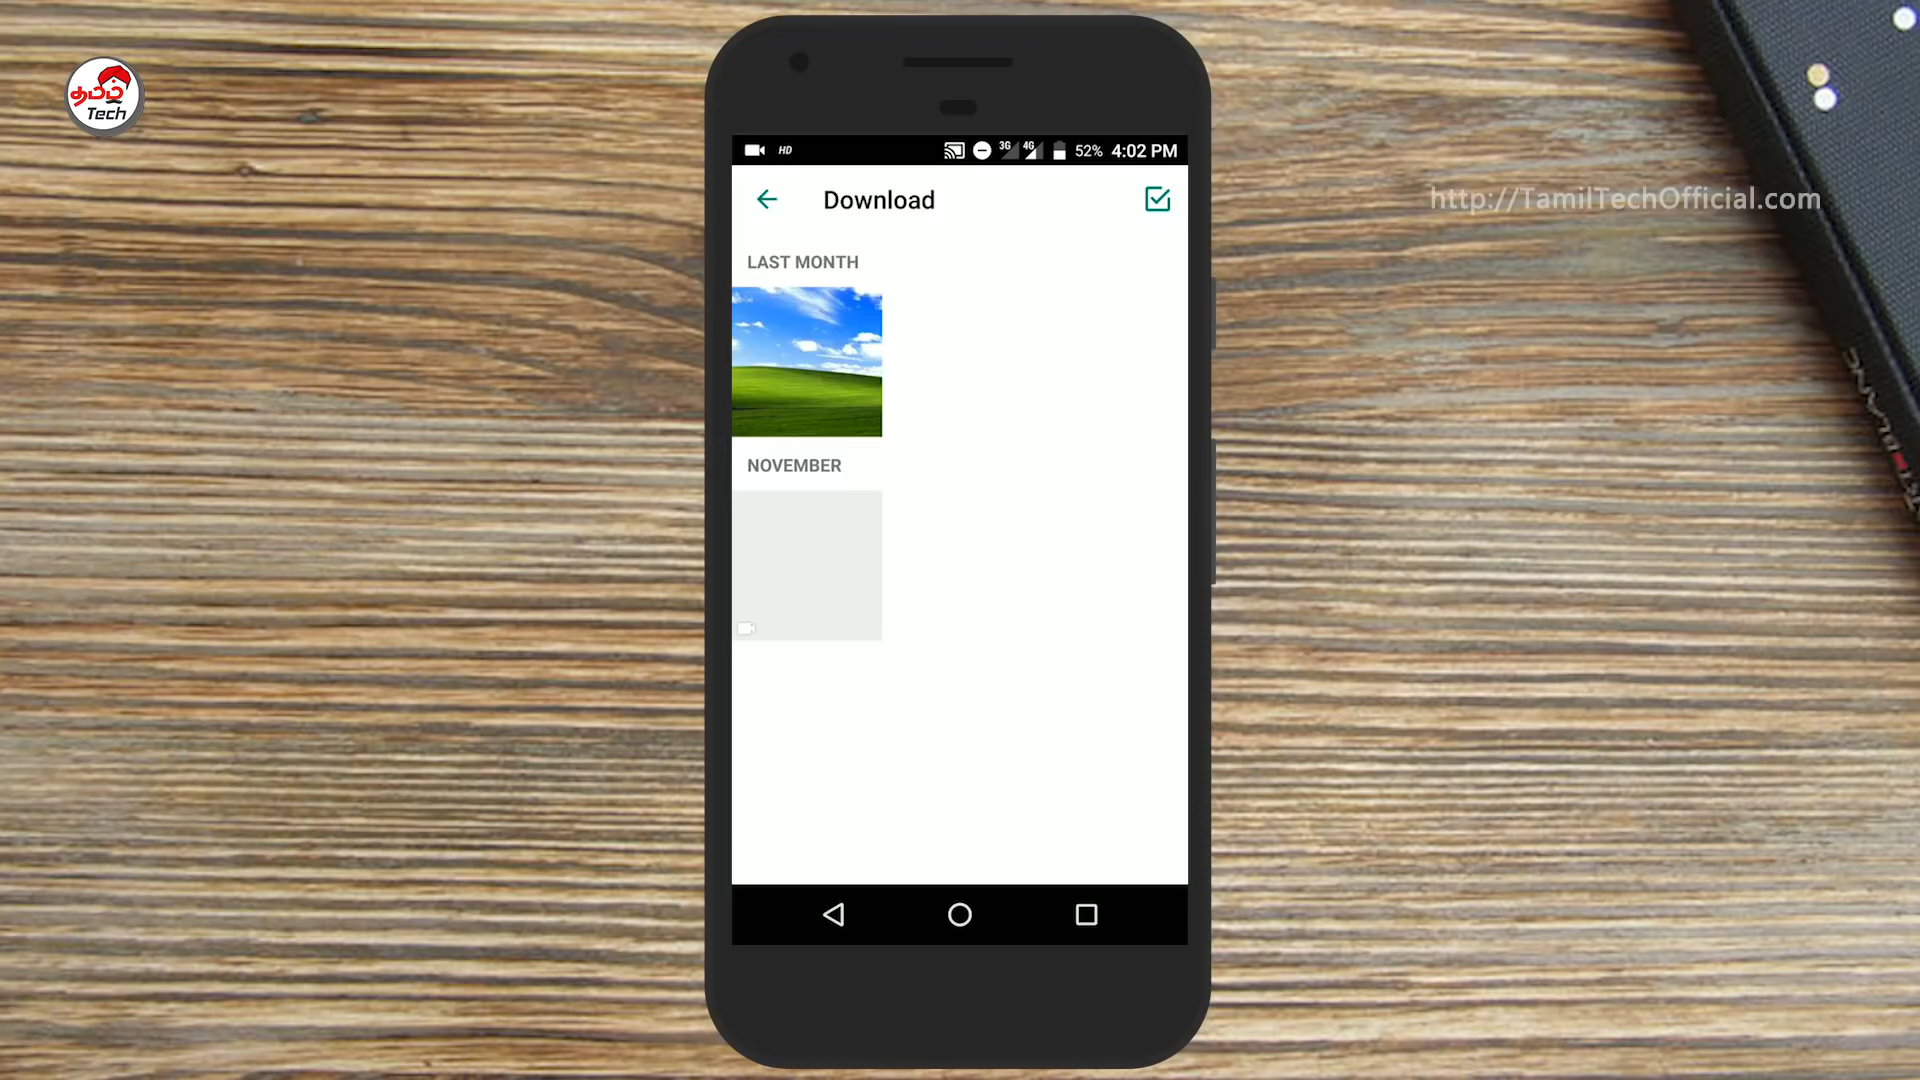 தமிழ்
Tech
HD
3G
4G
52%
4:02 PM
http://TamilTechOfficial.com
Download
LAST MONTH
NOVEMBER